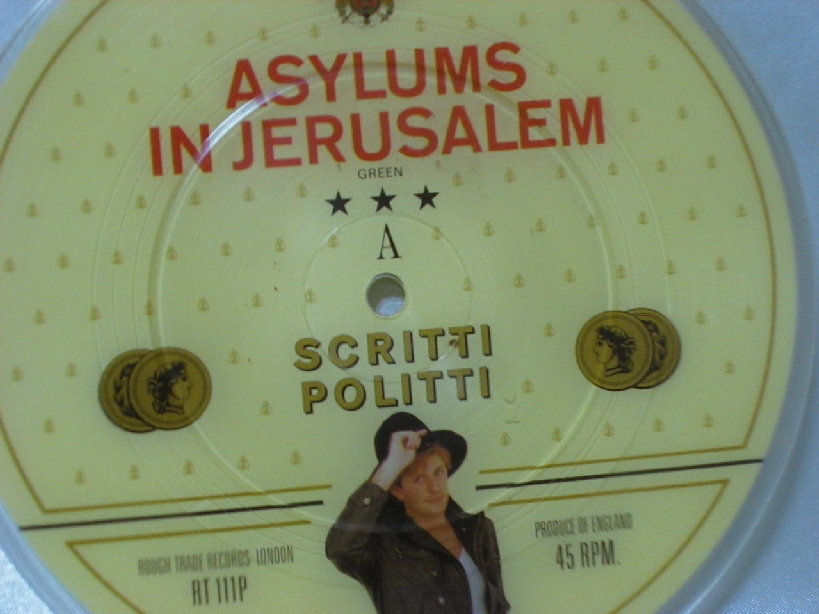 ASYLUMS
IN JERUSALEM
GREEN
A
SCRITTI
POLITTI
ROUGH TRADE RECORDS LONDON
RT 111P
PRODUCE OF ENGLAND
45 RPM.